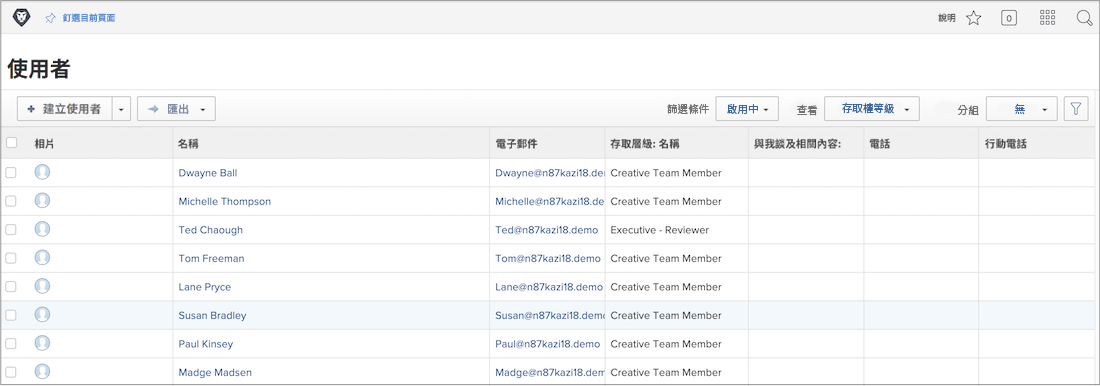 釘選目前頁面 說明 0
使用者
建立使用者 匯出 篩選條件 啟用中 查看 存取權等級 分組 無
相片 名稱 電子郵件 存取層級: 名稱 與我談及相關內容: 電話 行動電話
Dwayne Ball Dwayne@n87kazi18.dem Creative Team Member
Michelle Thompson Michelle@n87kazi18.de Creative Team Member
Ted Chaough Ted@n87kazi18.demo Executive - Reviewer
Tom Freeman Tom@n87kazi18.demo Creative Team Member
Lane Pryce Lane@n87kazi18.demo Creative Team Member
Susan Bradley Susan@n87kazi18.demo Creative Team Member
Paul Kinsey Paul@n87kazi18.demo Creative Team Member
Madge Madsen Madge@n87kazi18.dem Creative Team Member